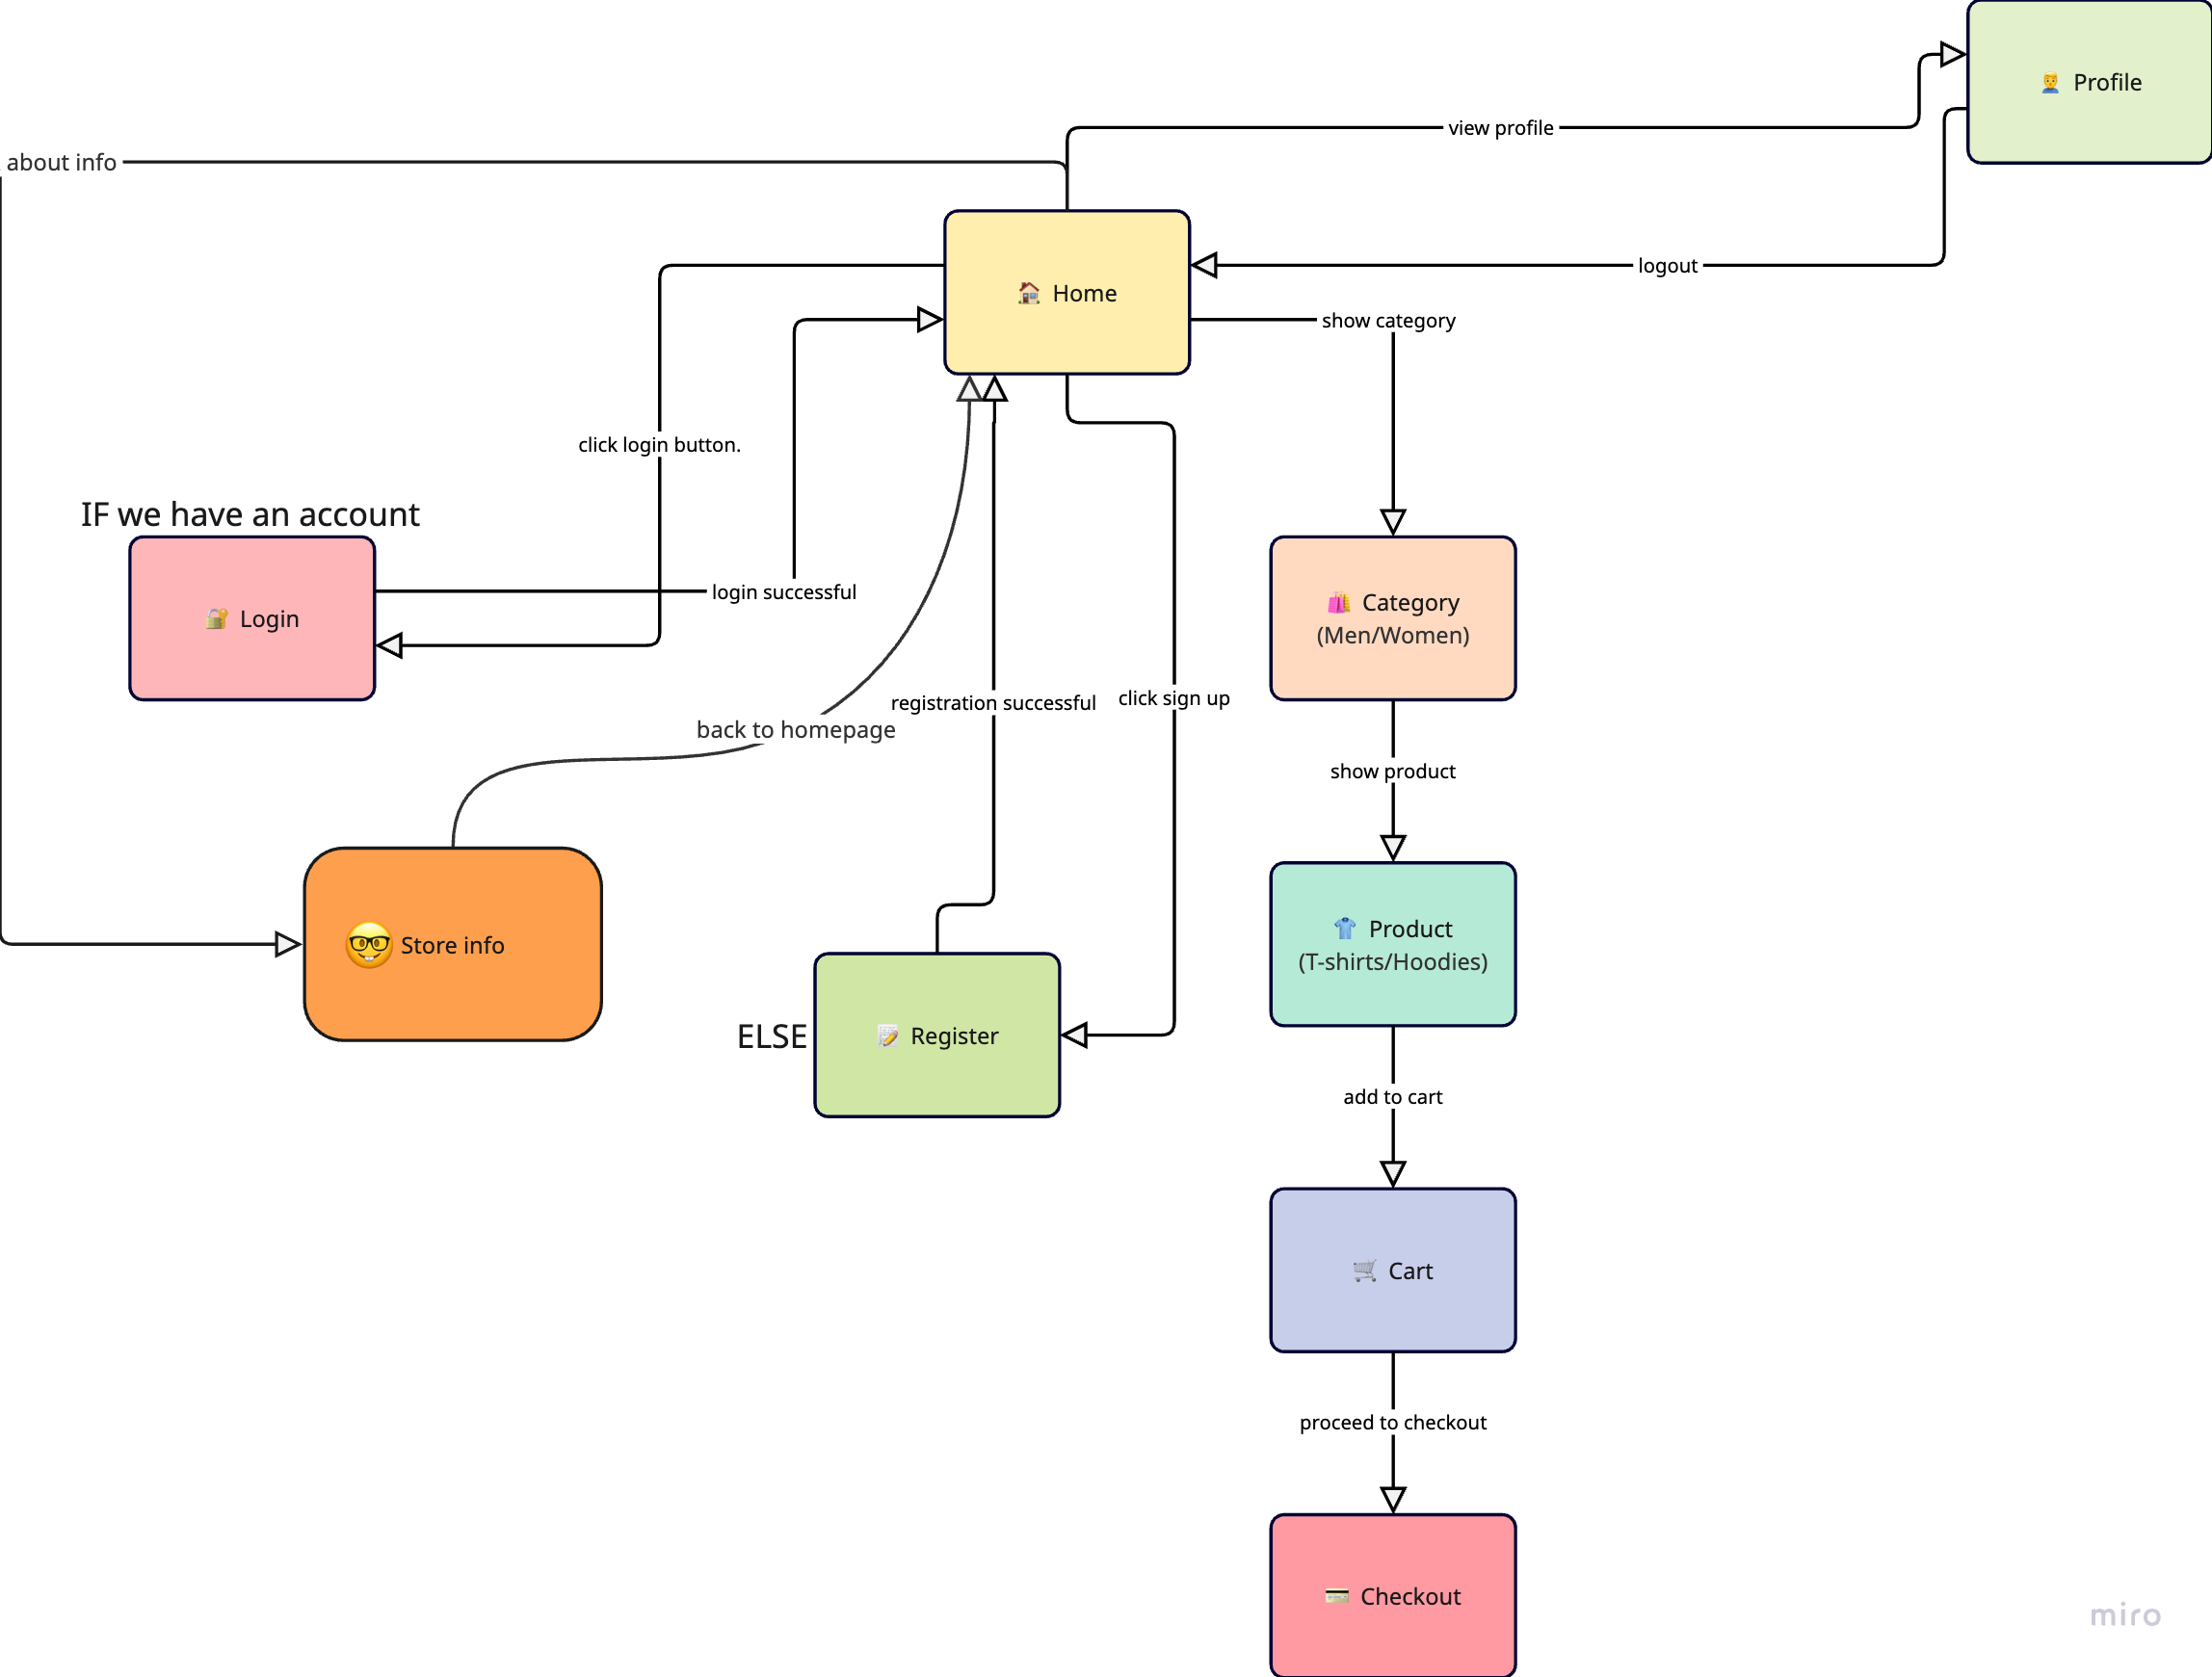 Profile
view profile
about info
logout
Home
show category
click login button.
IF we have an account
login successful
Login
Category
(Men/Women)
registration successful
click sign up
back to homepage
show product
Store info
Product
(T-shirts/Hoodies)
ELSE
Register
add to cart
Cart
proceed to checkout
Checkout
miro